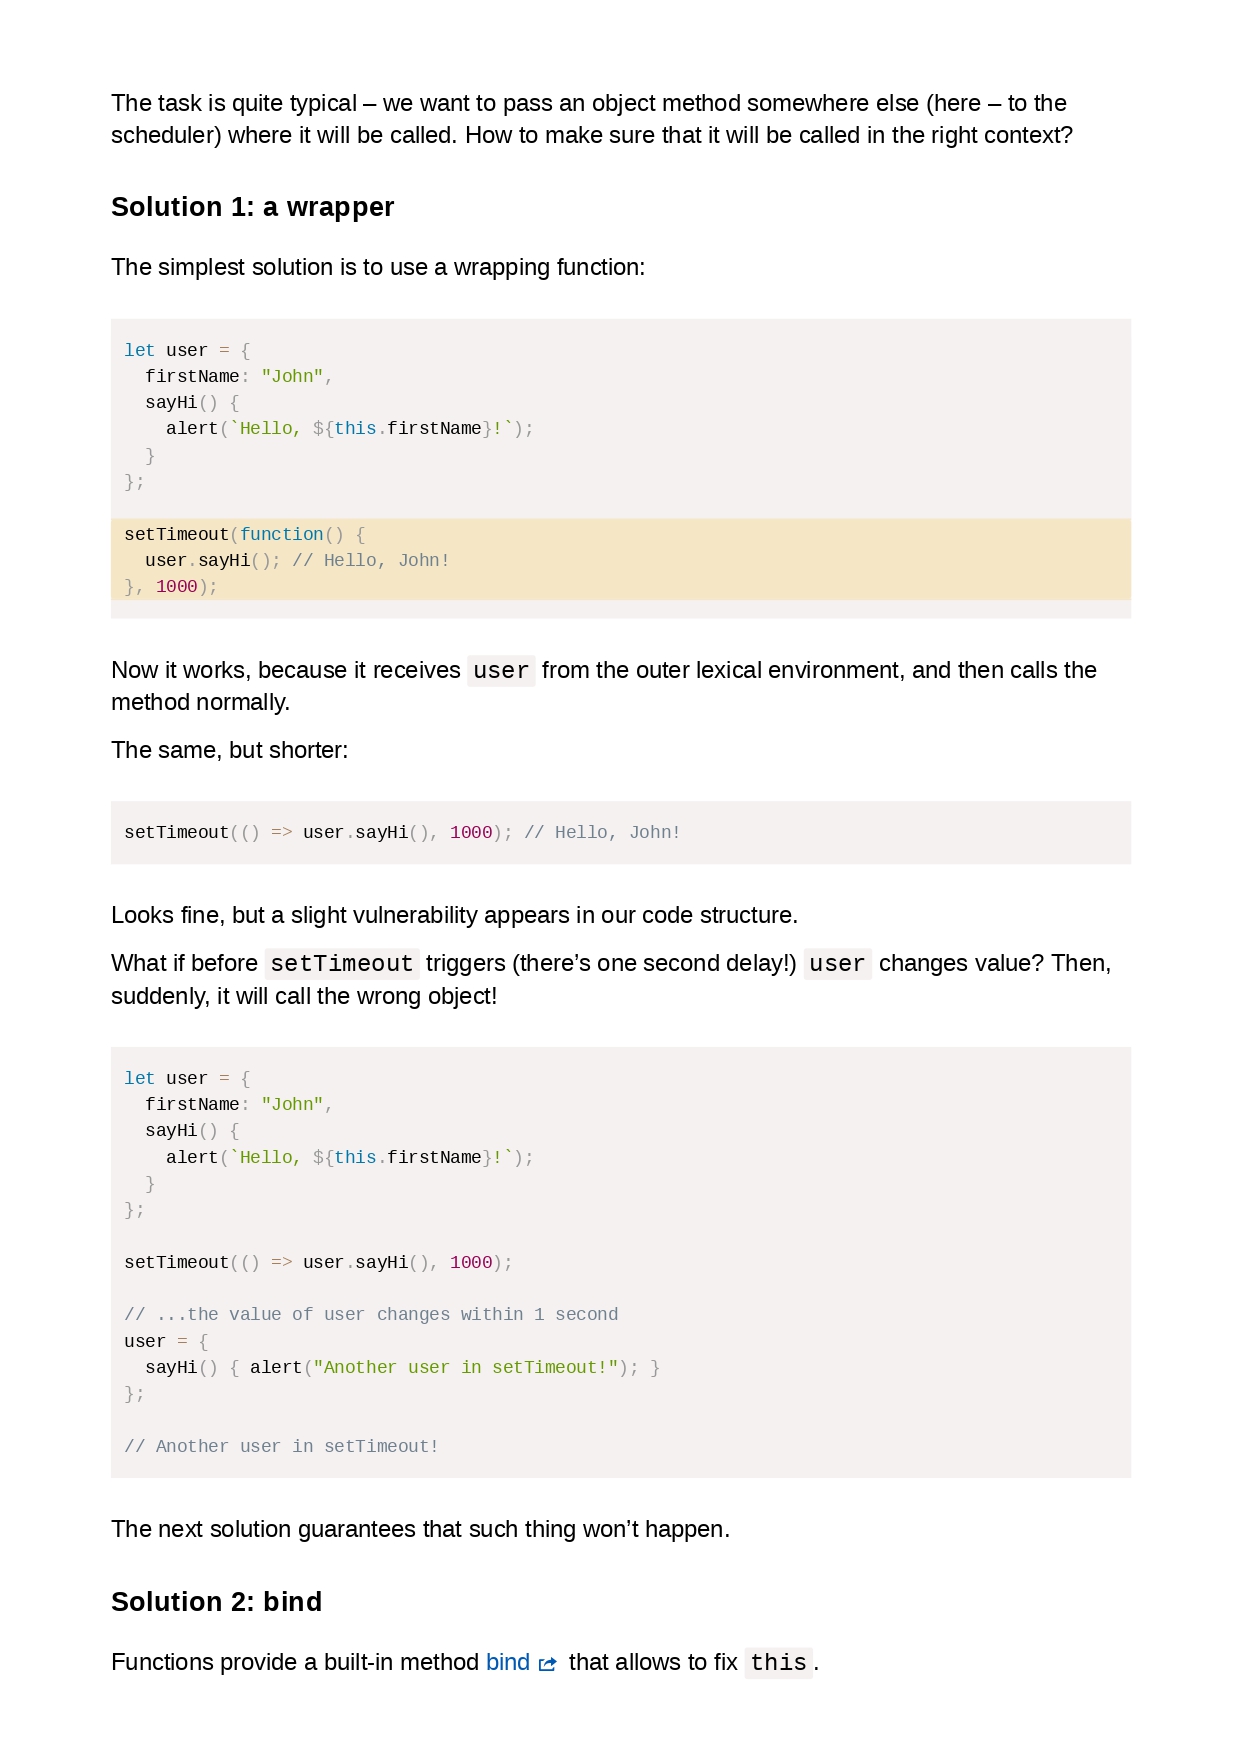 The task is quite typical – we want to pass an object method somewhere else (here – to the
scheduler) where it will be called. How to make sure that it will be called in the right context?
Solution 1: a wrapper
The simplest solution is to use a wrapping function:
let user = {
  firstName: "John",
  sayHi() {
    alert(`Hello, ${this.firstName}!`);
  }
};
setTimeout(function() {
  user.sayHi(); // Hello, John!
}, 1000);
Now it works, because it receives user from the outer lexical environment, and then calls the
method normally.
The same, but shorter:
setTimeout(() => user.sayHi(), 1000); // Hello, John!
Looks fine, but a slight vulnerability appears in our code structure.
What if before setTimeout triggers (there’s one second delay!) user changes value? Then,
suddenly, it will call the wrong object!
let user = {
  firstName: "John",
  sayHi() {
    alert(`Hello, ${this.firstName}!`);
  }
};
setTimeout(() => user.sayHi(), 1000);
// ...the value of user changes within 1 second
user = {
  sayHi() { alert("Another user in setTimeout!"); }
};
// Another user in setTimeout!
The next solution guarantees that such thing won’t happen.
Solution 2: bind
Functions provide a built-in method bind that allows to fix this.